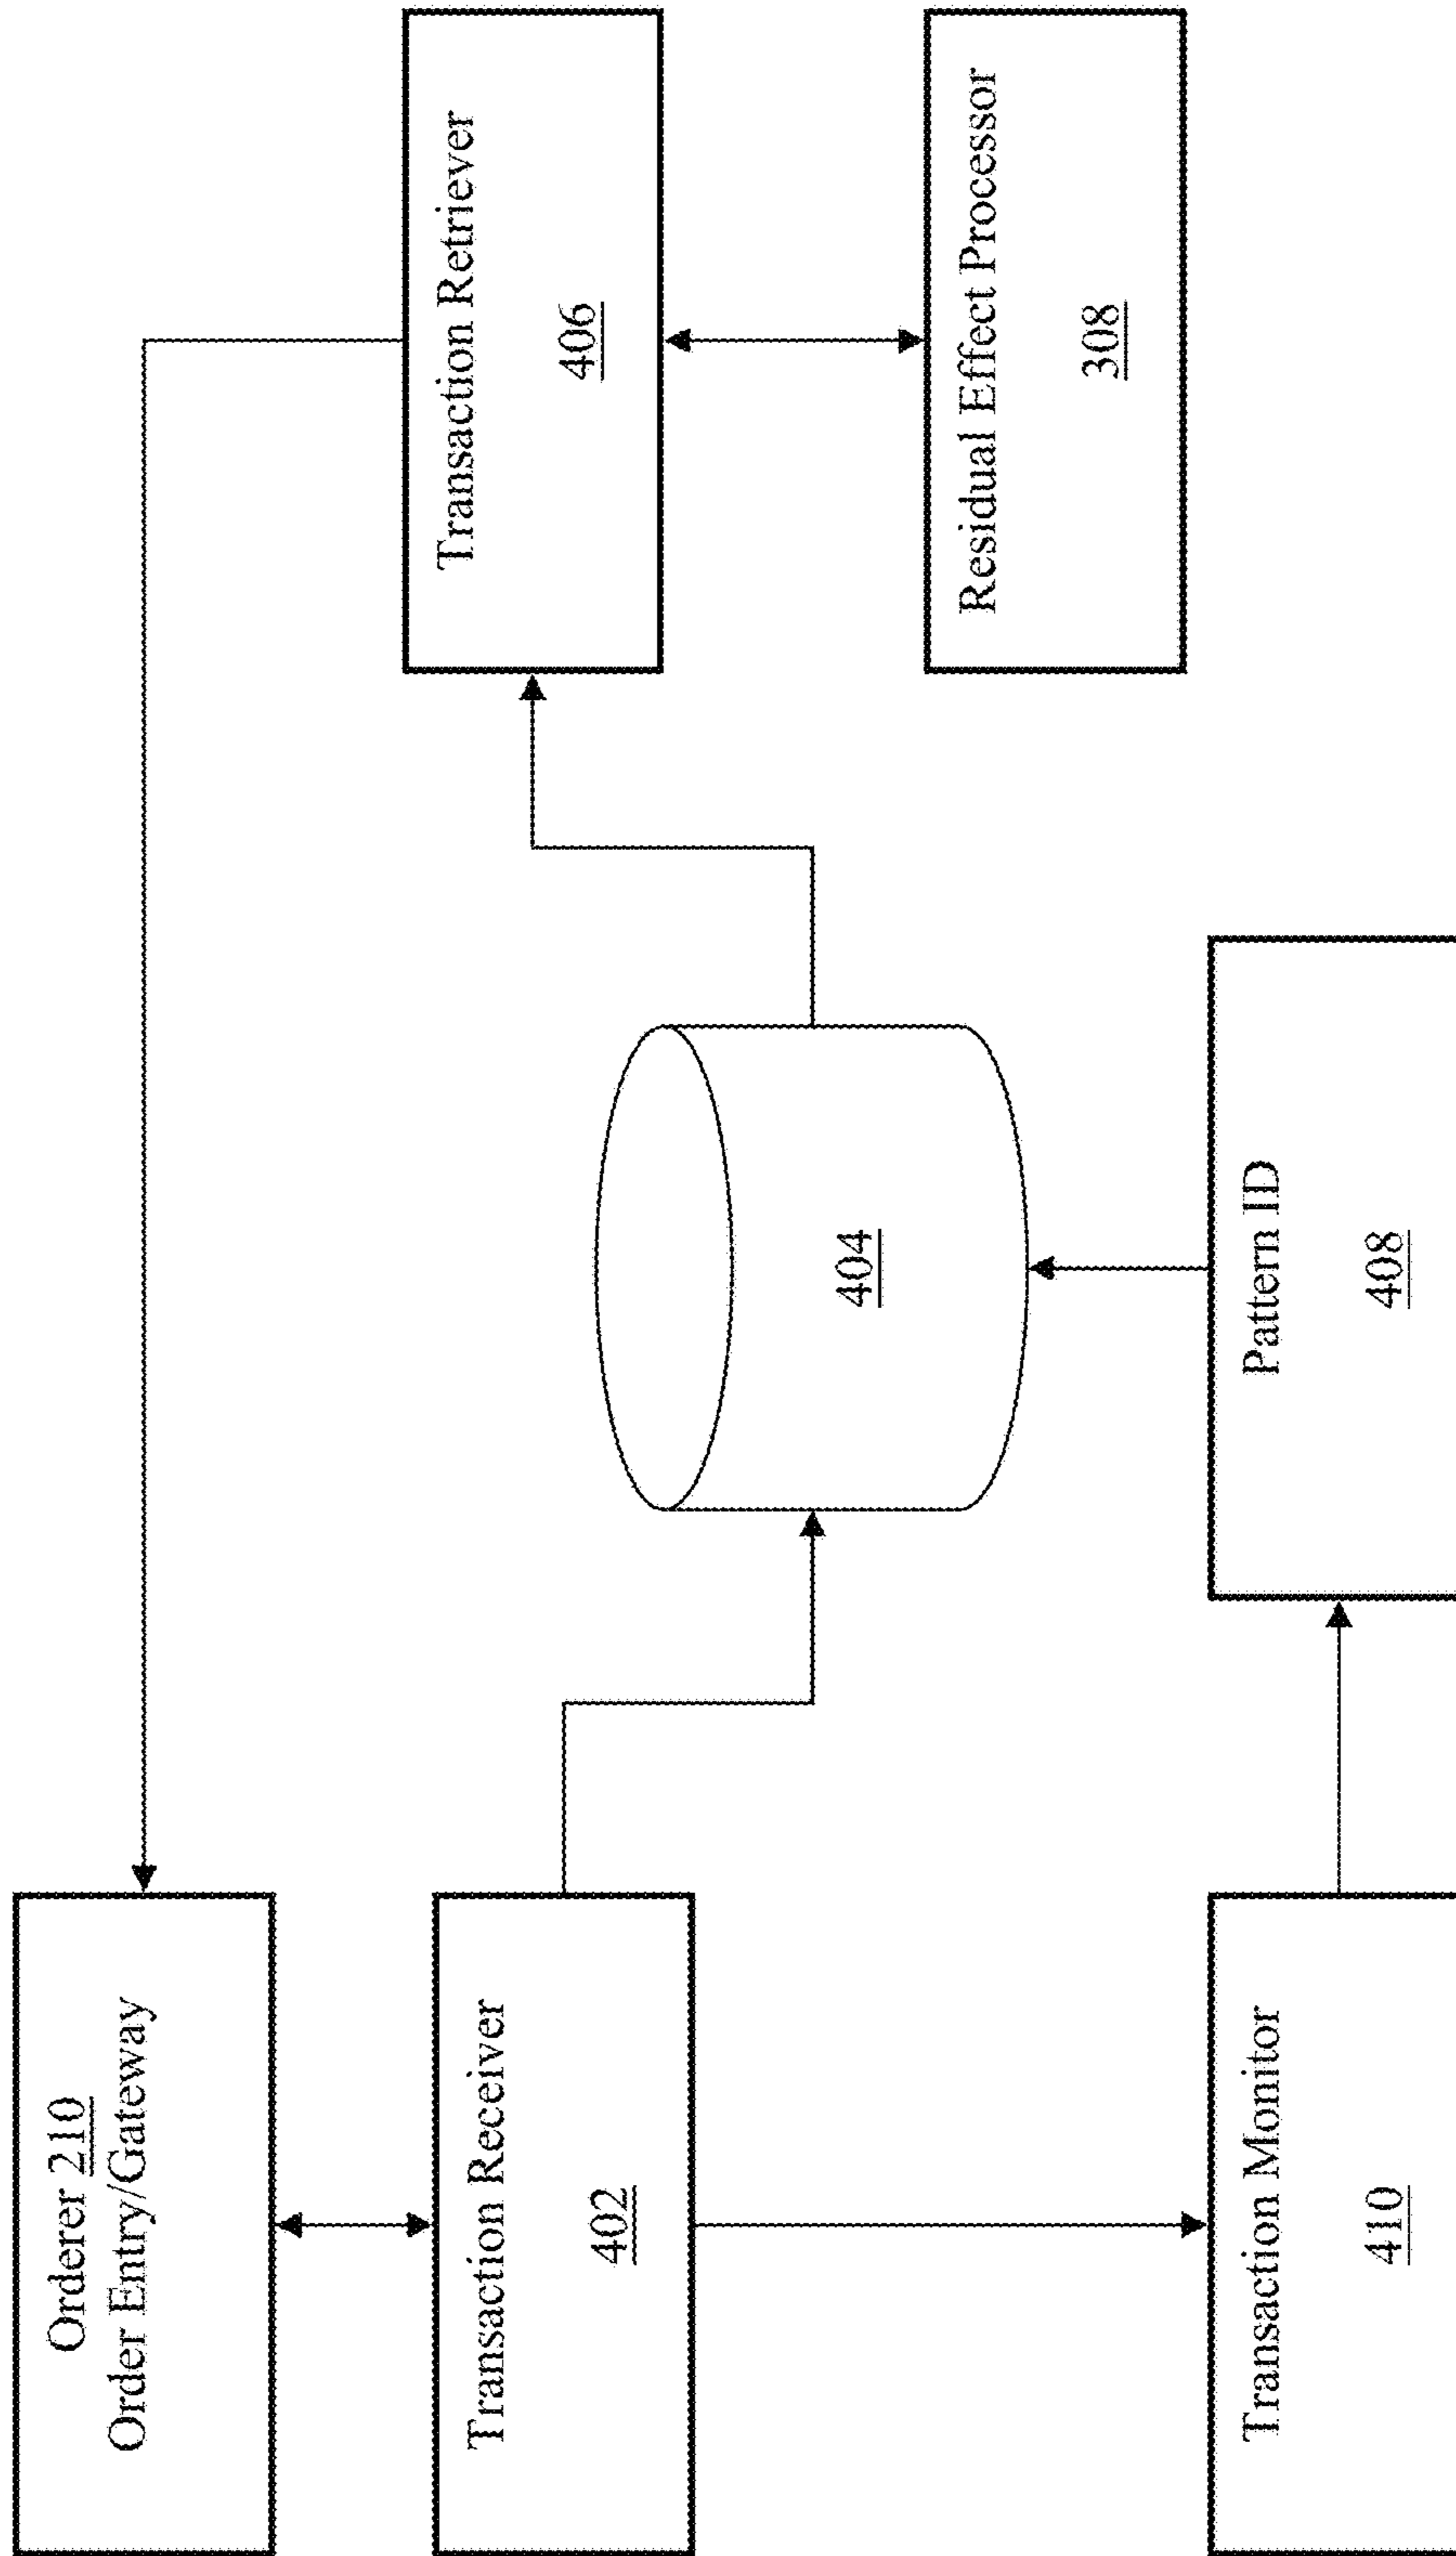 Orderer 210
Order Entry/Gateway
Transaction Receiver
402
Transaction Monitor
410
404
Pattern ID
408
Transaction Retriever
406
Residual Effect Processor
308